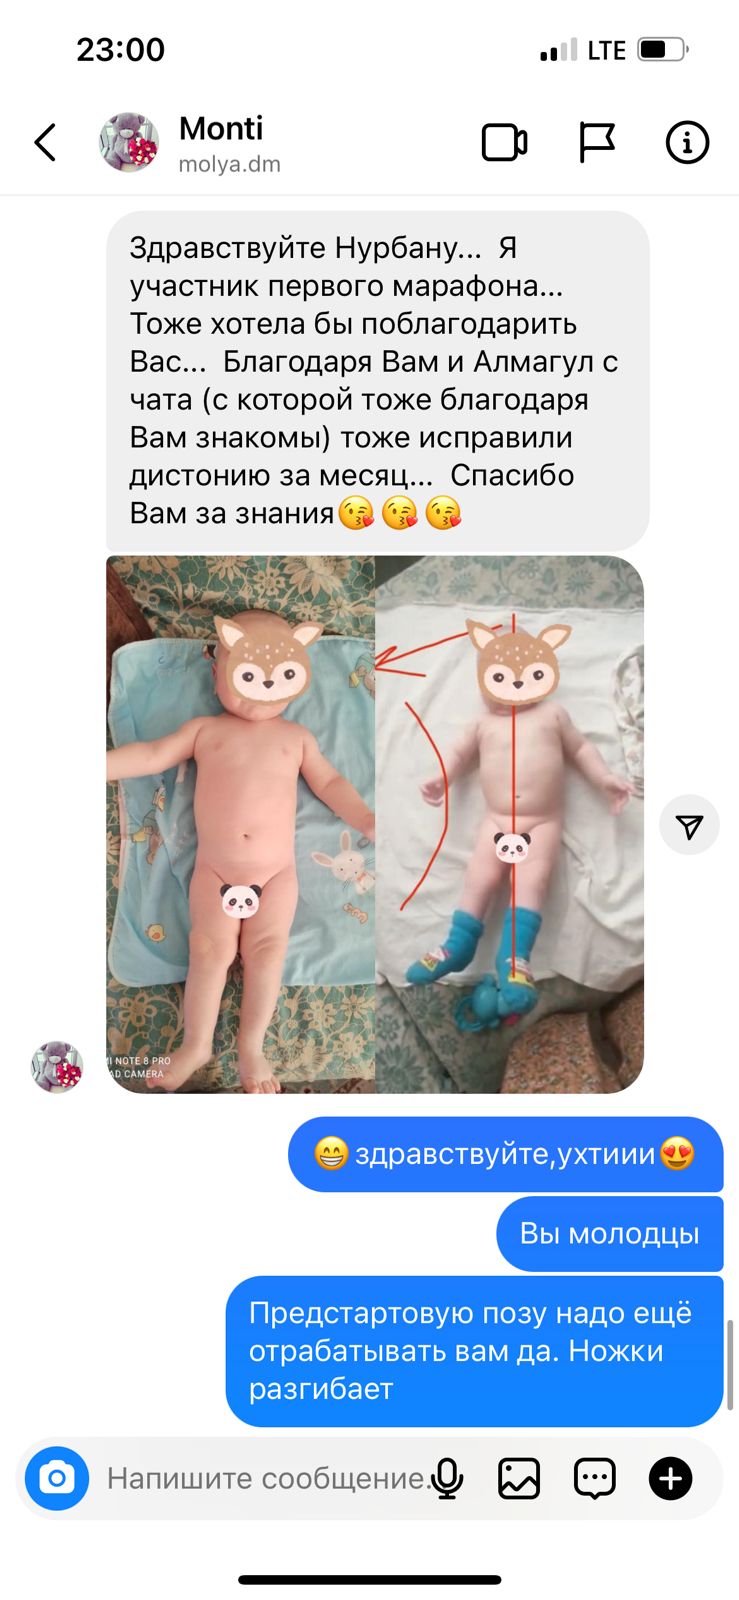 23:00
LTE
Monti
molya.dm
Здравствуйте Нурбану... Я
участник первого марафона...
Тоже хотела бы поблагодарить
Вас... Благодаря Вам и Алмагул с
чата (с которой тоже благодаря
Вам знакомы) тоже исправили
дистонию за месяц... Спасибо
Вам за знания😘😘😘
MI NOTE 8 PRO
AD CAMERA
😁здравствуйте,ухтиии😍
Вы молодцы
Предстартовую позу надо ещё
отрабатывать вам да. Ножки
разгибает
Напишите сообщение.